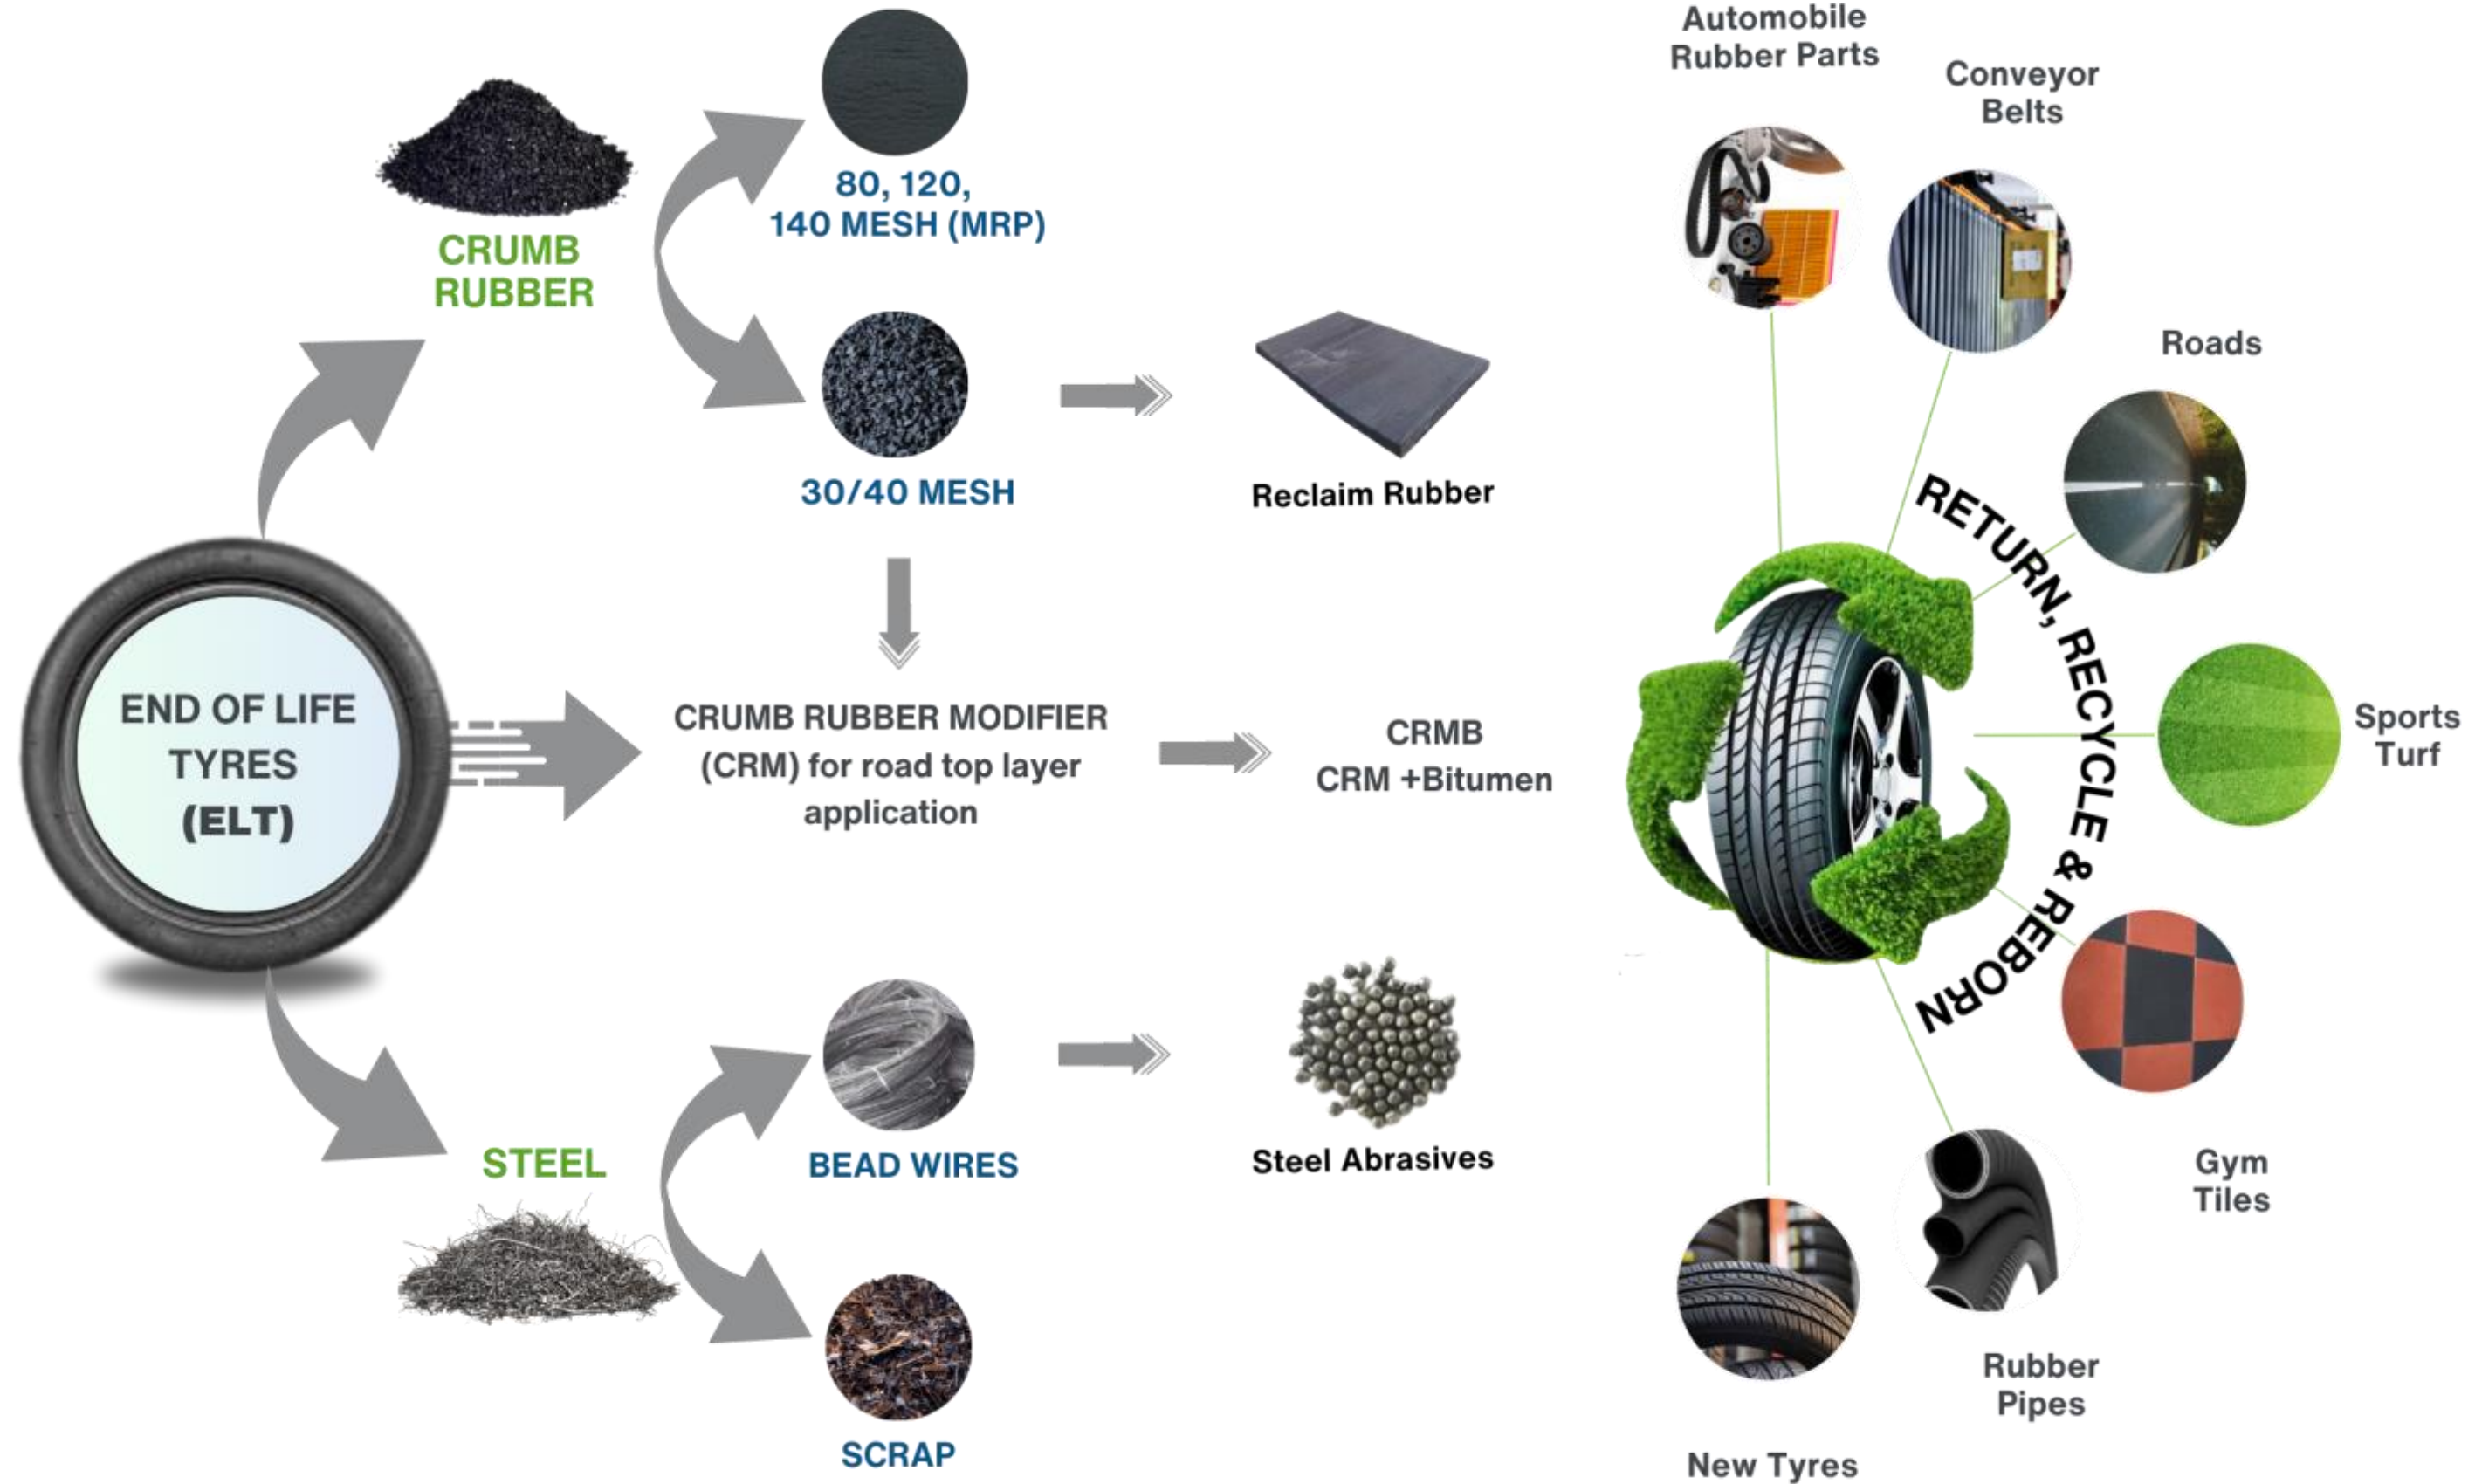 80, 120,
140 MESH (MRP)
CRUMB
RUBBER
30/40 MESH
Reclaim Rubber
END OF LIFE
TYRES
(ELT)
CRUMB RUBBER MODIFIER
(CRM) for road top layer
application
CRMB
CRM +Bitumen
STEEL
BEAD WIRES
Steel Abrasives
SCRAP
Automobile
Rubber Parts
Conveyor
Belts
Roads
RETURN, RECYCLE & REBORN
Sports
Turf
Gym
Tiles
Rubber
Pipes
New Tyres